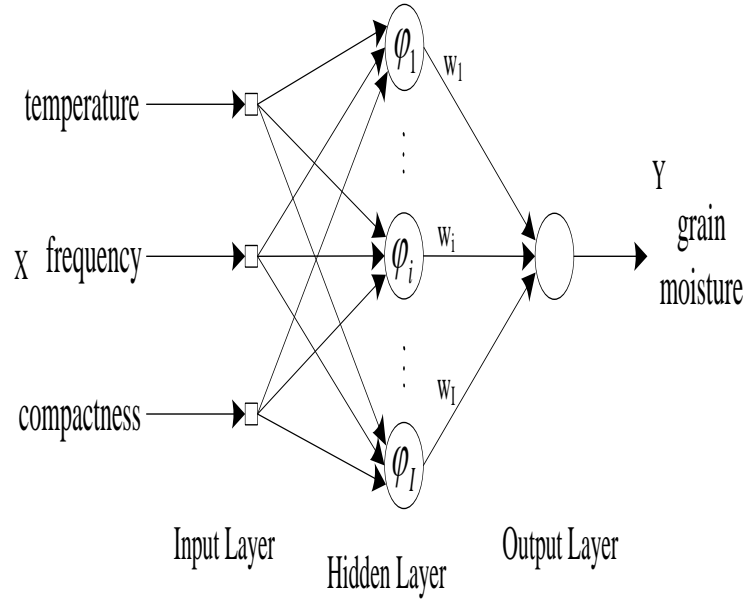 φ1
w1
temperature
Y
grain
moisture
wi
X frequency
φi
wI
compactness
φI
Input Layer
Hidden Layer
Output Layer